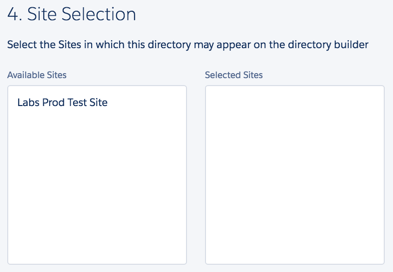 4. Site Selection
Select the Sites in which this directory may appear on the directory builder
Available Sites
Selected Sites
Labs Prod Test Site